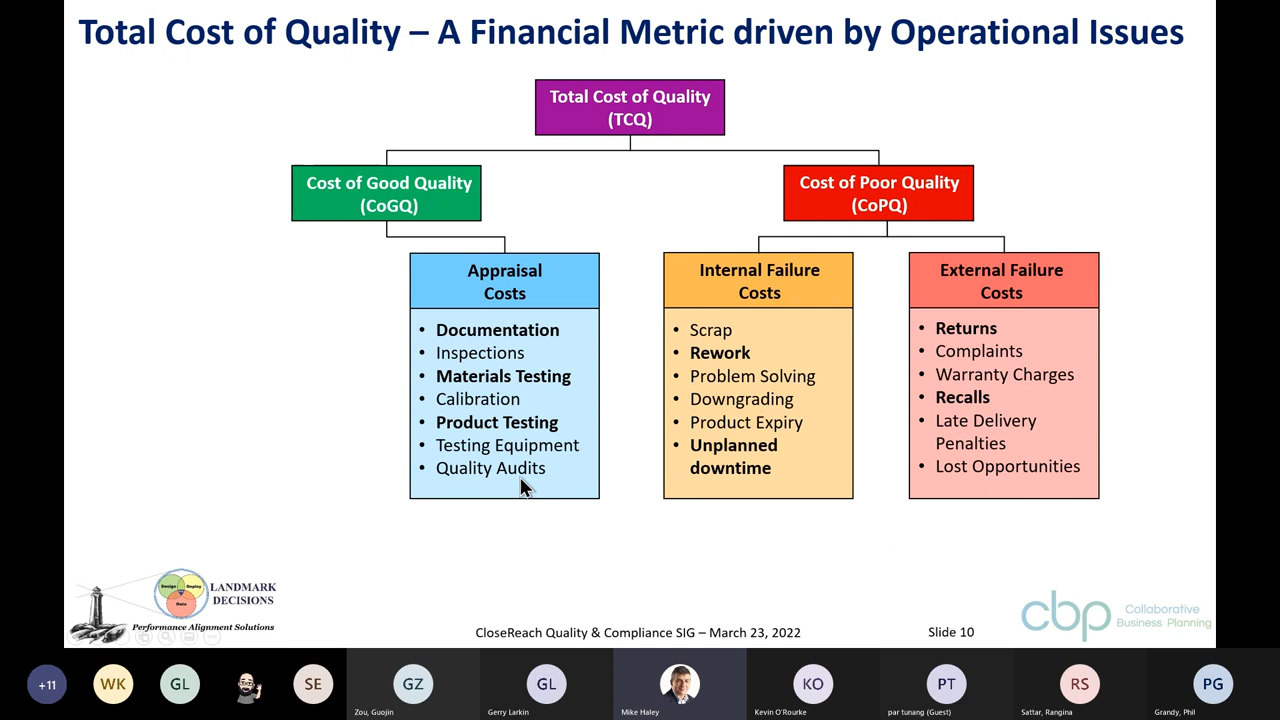 Total Cost of Quality – A Financial Metric driven by Operational Issues
Total Cost of Quality
(TCQ)
Cost of Good Quality
(CoGQ)
Cost of Poor Quality
(CoPQ)
Appraisal
Costs
• Documentation
• Inspections
• Materials Testing
• Calibration
• Product Testing
• Testing Equipment
• Quality Audits
Internal Failure
Costs
• Scrap
• Rework
• Problem Solving
• Downgrading
• Product Expiry
• Unplanned
downtime
External Failure
Costs
• Returns
• Complaints
• Warranty Charges
• Recalls
• Late Delivery
Penalties
• Lost Opportunities
Design
Deploy
Data
LANDMARK
DECISIONS
Performance Alignment Solutions
CloseReach Quality & Compliance SIG – March 23, 2022
Slide 10
cbp
Collaborative
Business Planning
+11
WK
GL
SE
GZ
Zou, Guojin
GL
Gerry Larkin
Mike Haley
KO
Kevin O'Rourke
PT
par tunang (Guest)
RS
Sattar, Rangina
PG
Grandy, Phil